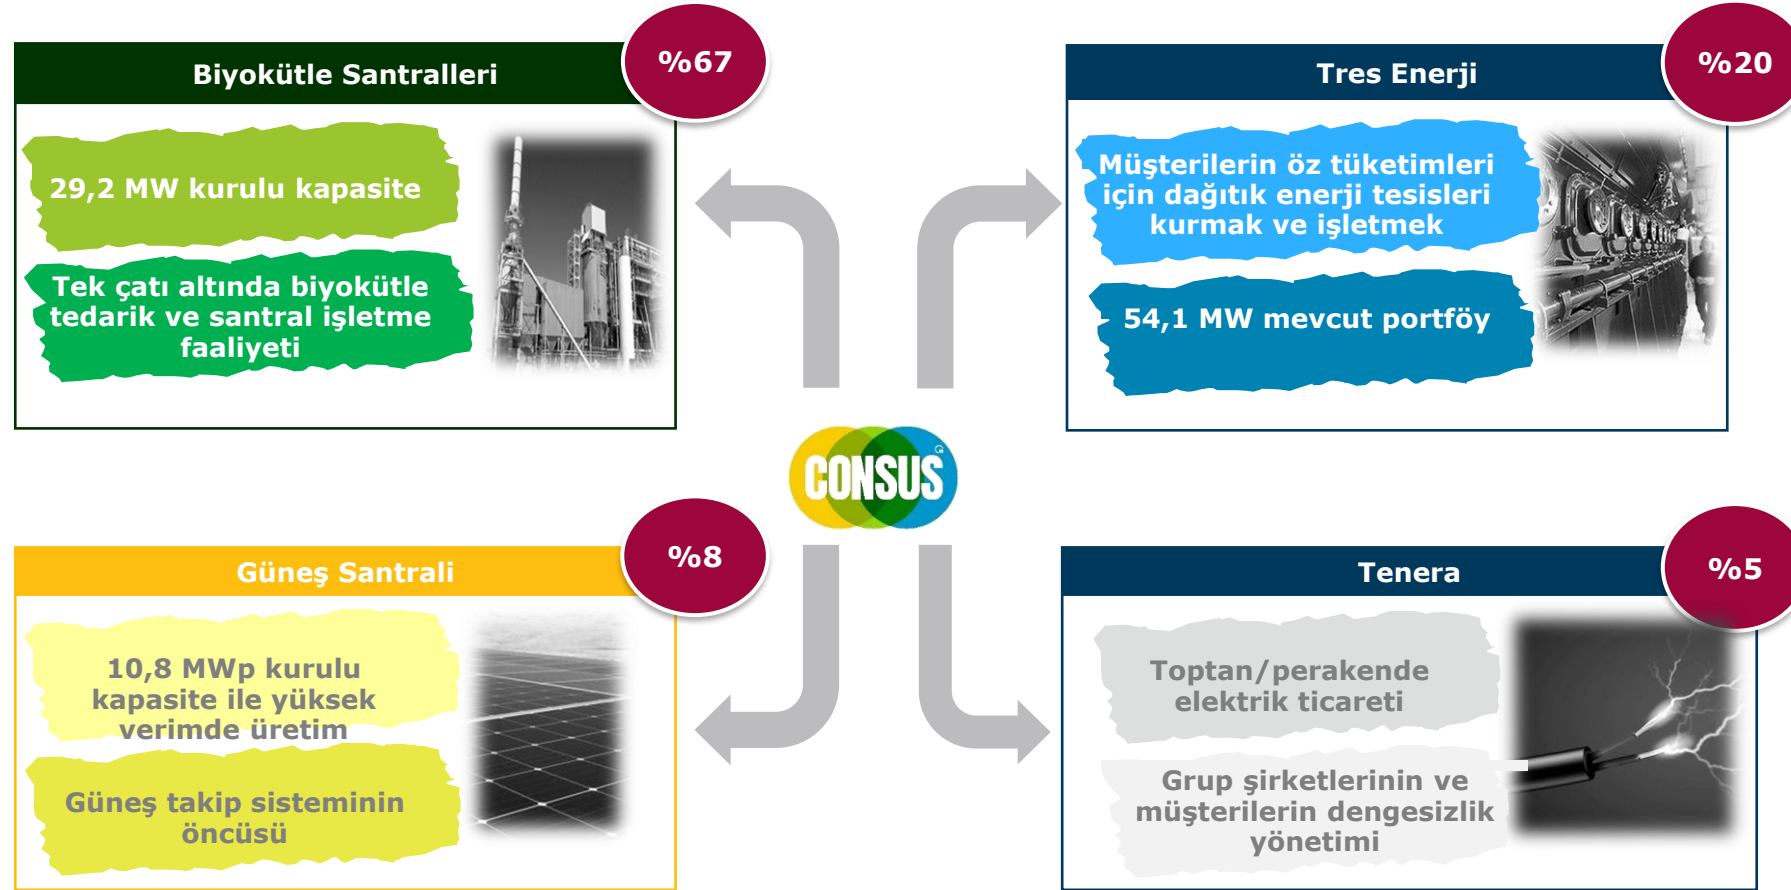 Biyokütle Santralleri
%67
29,2 MW kurulu kapasite
Tek çatı altında biyokütle
tedarik ve santral işletme
faaliyeti
Tres Enerji
%20
Müşterilerin öz tüketimleri
için dağıtık enerji tesisleri
kurmak ve işletmek
54,1 MW mevcut portföy
CONSUS
Güneş Santrali
%8
10,8 MWp kurulu
kapasite ile yüksek
verimde üretim
Güneş takip sisteminin
öncüsü
Tenera
%5
Toptan/perakende
elektrik ticareti
Grup şirketlerinin ve
müşterilerin dengesizlik
yönetimi